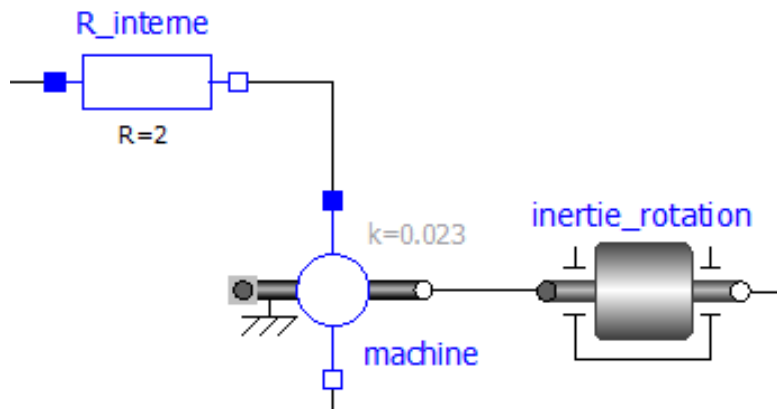 R_interne
R=2
k=0.023
inertie_rotation
machine